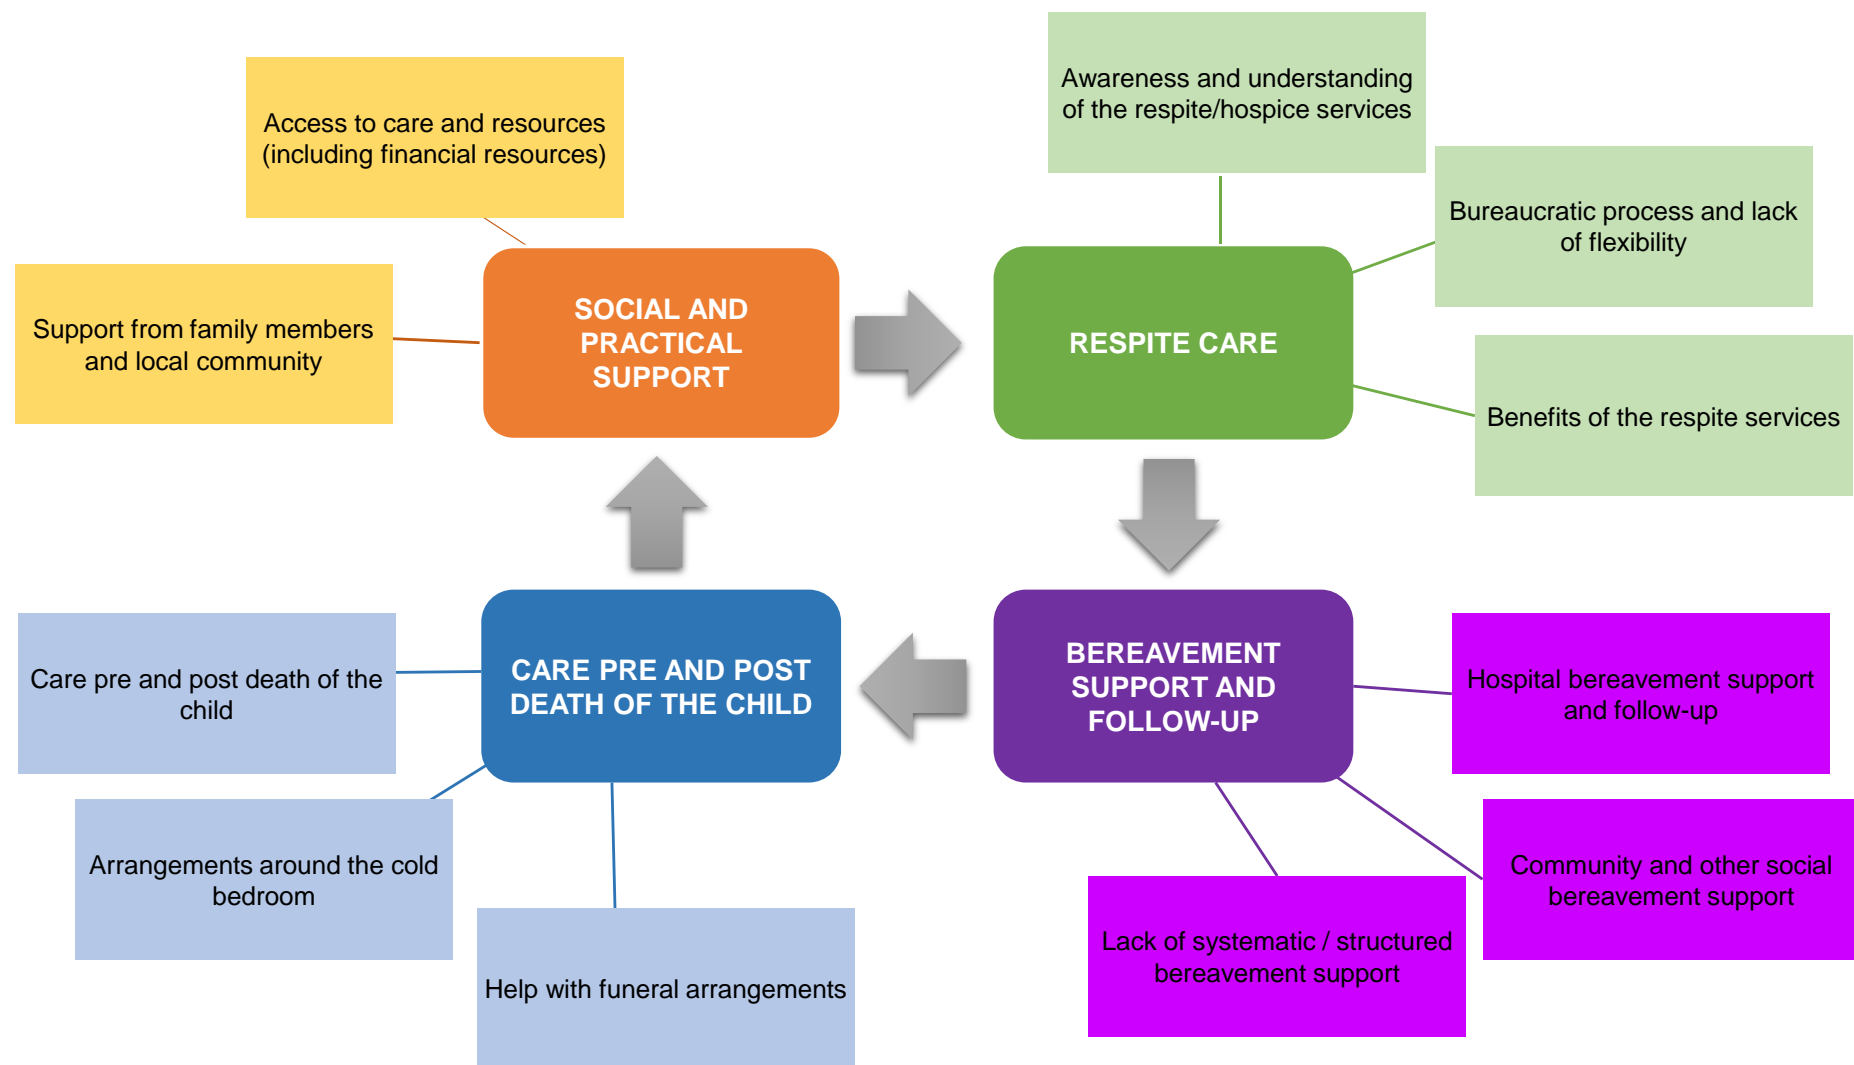 Access to care and resources
(including financial resources)
Support from family members
and local community
SOCIAL AND
PRACTICAL
SUPPORT
Awareness and understanding
of the respite/hospice services
Bureaucratic process and lack
of flexibility
RESPITE CARE
Benefits of the respite services
Care pre and post death of the
child
CARE PRE AND POST
DEATH OF THE CHILD
Arrangements around the cold
bedroom
Help with funeral arrangements
BEREAVEMENT
SUPPORT AND
FOLLOW-UP
Hospital bereavement support
and follow-up
Community and other social
bereavement support
Lack of systematic / structured
bereavement support